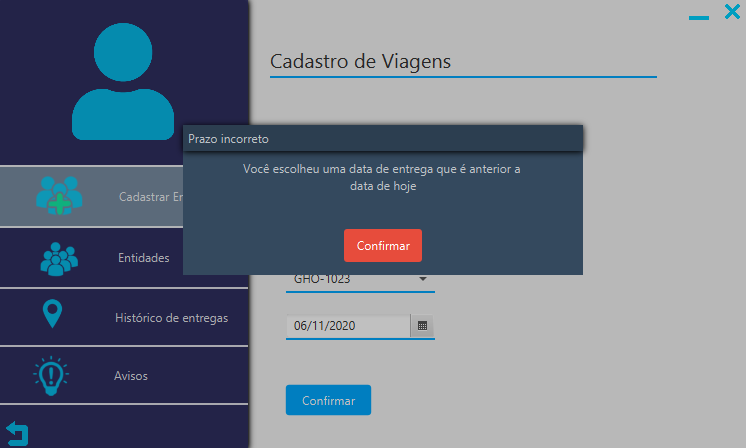 Cadastro de Viagens
Prazo incorreto
Você escolheu uma data de entrega que é anterior a
data de hoje
Confirmar
Cadastrar En
Entidades
Histórico de entregas
Avisos
GHO-1023
06/11/2020
Confirmar